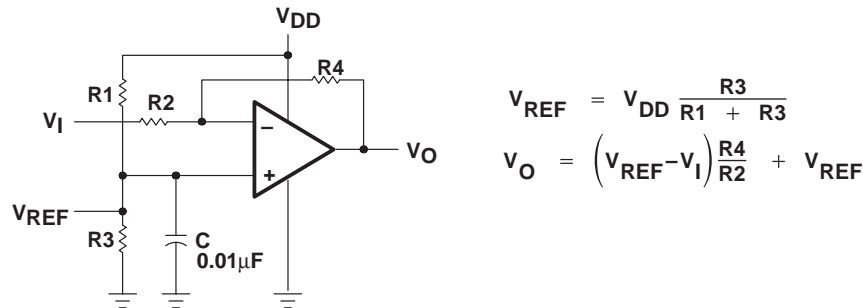 VDD
R1
R2
R4
VI
−
+
VO
VREF
R3
C
0.01μF
VREF = VDD R3 / R1 + R3
VO = (VREF−VI) R4 / R2 + VREF